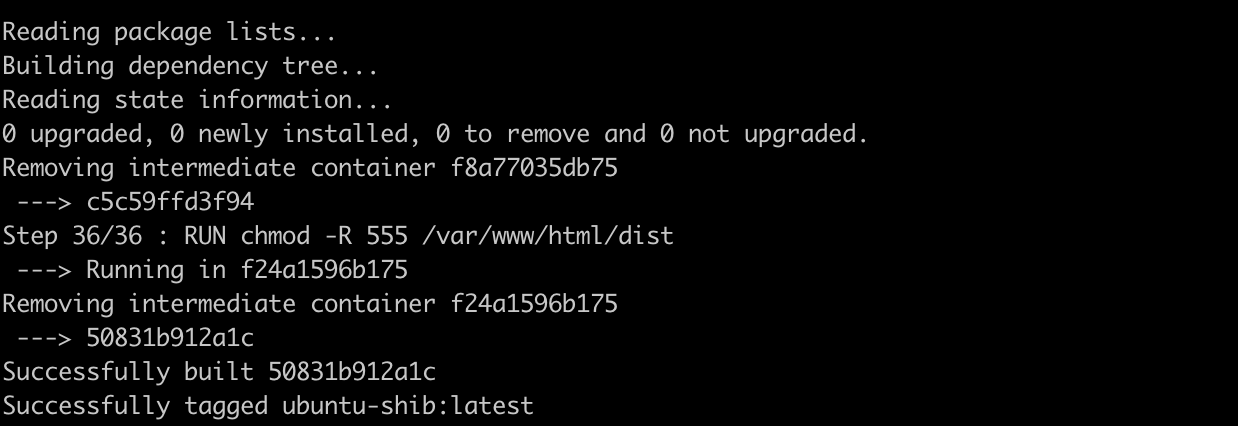 Reading package lists...
Building dependency tree...
Reading state information...
0 upgraded, 0 newly installed, 0 to remove and 0 not upgraded.
Removing intermediate container f8a77035db75
 ---> c5c59ffd3f94
Step 36/36 : RUN chmod -R 555 /var/www/html/dist
 ---> Running in f24a1596b175
Removing intermediate container f24a1596b175
 ---> 50831b912a1c
Successfully built 50831b912a1c
Successfully tagged ubuntu-shib:latest